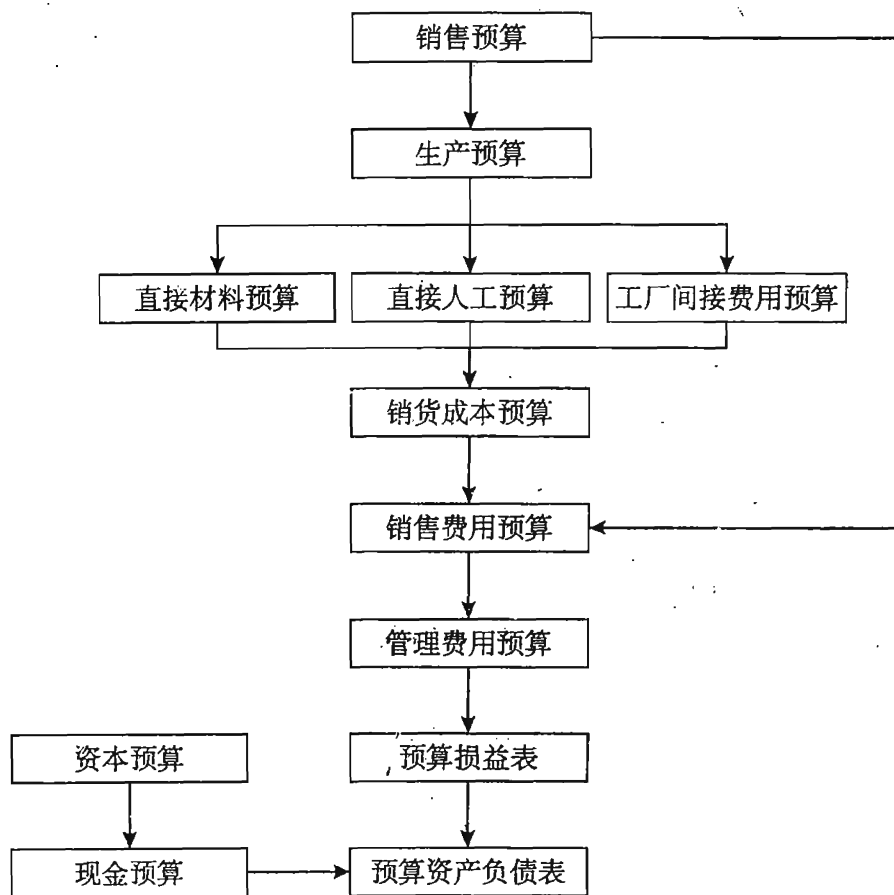 销售预算
生产预算
直接材料预算
直接人工预算
工厂间接费用预算
销货成本预算
销售费用预算
管理费用预算
资本预算
预算损益表
现金预算
预算资产负债表